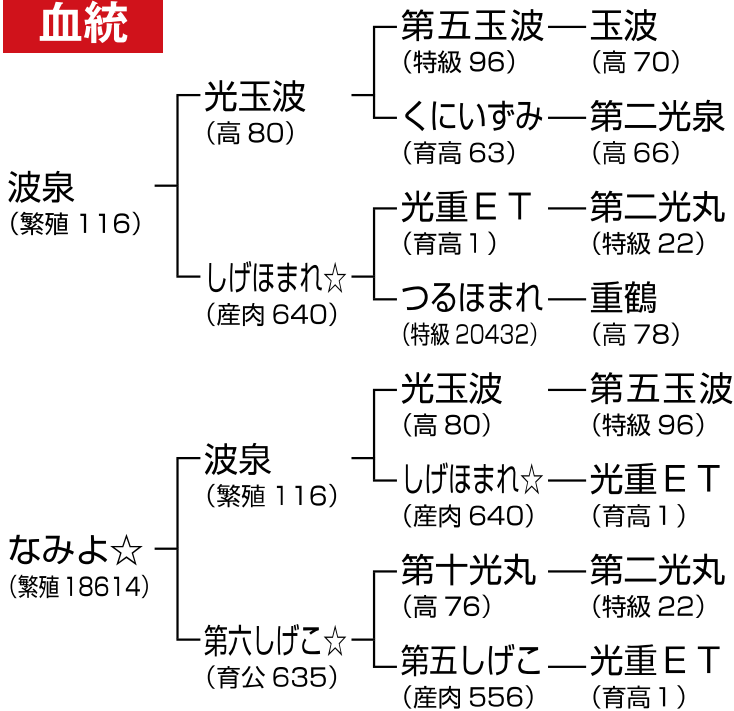 血統
第五玉波 玉波
（特級 96） （高 70）
光玉波
（高 80）
くにいずみ 第二光泉
（育高 63） （高 66）
波泉
（繁殖 116）
光重ＥＴ 第二光丸
（育高 1 ） （特級 22）
しげほまれ☆
（産肉 640）
つるほまれ 重鶴
（特級 20432） （高 78）
光玉波 第五玉波
（高 80） （特級 96）
波泉
（繁殖 116）
しげほまれ☆ 光重ＥＴ
（産肉 640） （育高 1 ）
なみよ☆
（繁殖 18614）
第十光丸 第二光丸
（高 76） （特級 22）
第六しげこ☆
（育公 635）
第五しげこ 光重ＥＴ
（産肉 556） （育高 1 ）